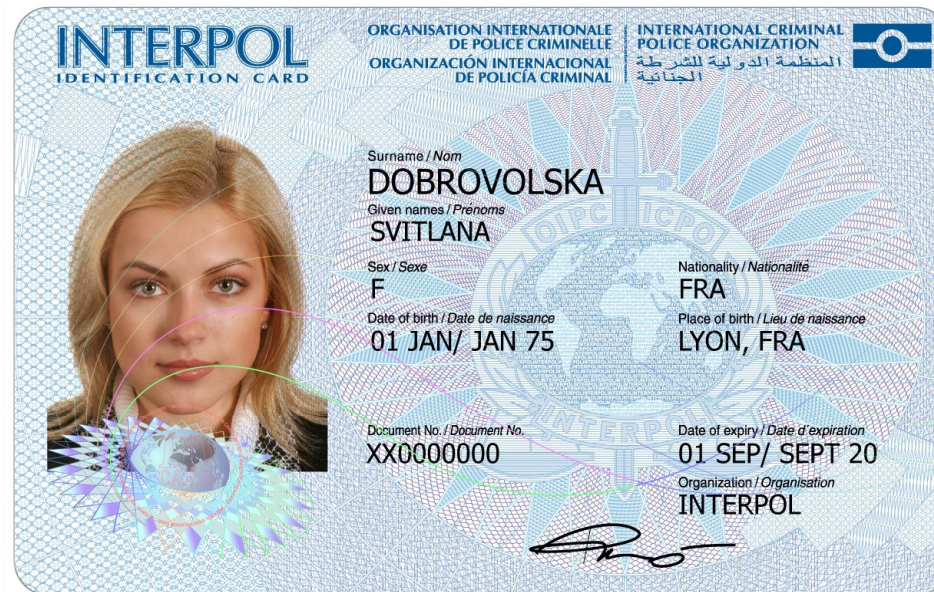 INTERPOL
IDENTIFICATION CARD
ORGANISATION INTERNATIONALE
DE POLICE CRIMINELLE
ORGANIZACIÓN INTERNACIONAL
DE POLICÍA CRIMINAL
INTERNATIONAL CRIMINAL
POLICE ORGANIZATION
المنظمة الدولية للشرطة
الجنائية
Surname / Nom
DOBROVOLSKA
Given names / Prénoms
SVITLANA
Sex / Sexe
F
Nationality / Nationalité
FRA
Date of birth / Date de naissance
01 JAN/ JAN 75
Place of birth / Lieu de naissance
LYON, FRA
Document No. / Document No.
XX0000000
Date of expiry / Date d'expiration
01 SEP/ SEPT 20
Organization / Organisation
INTERPOL
OIPC ICPO
INTERPOL